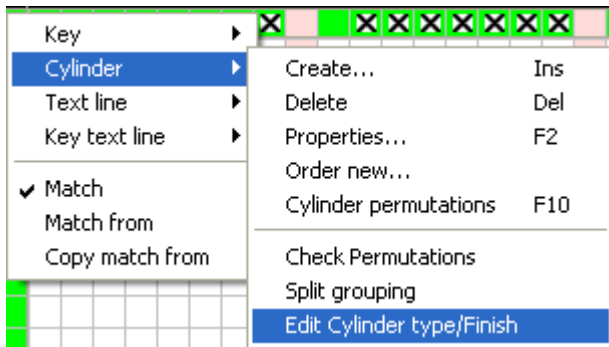 Key
Cylinder
Text line
Key text line
Match
Match from
Copy match from
Create... Ins
Delete Del
Properties... F2
Order new...
Cylinder permutations F10
Check Permutations
Split grouping
Edit Cylinder type/Finish